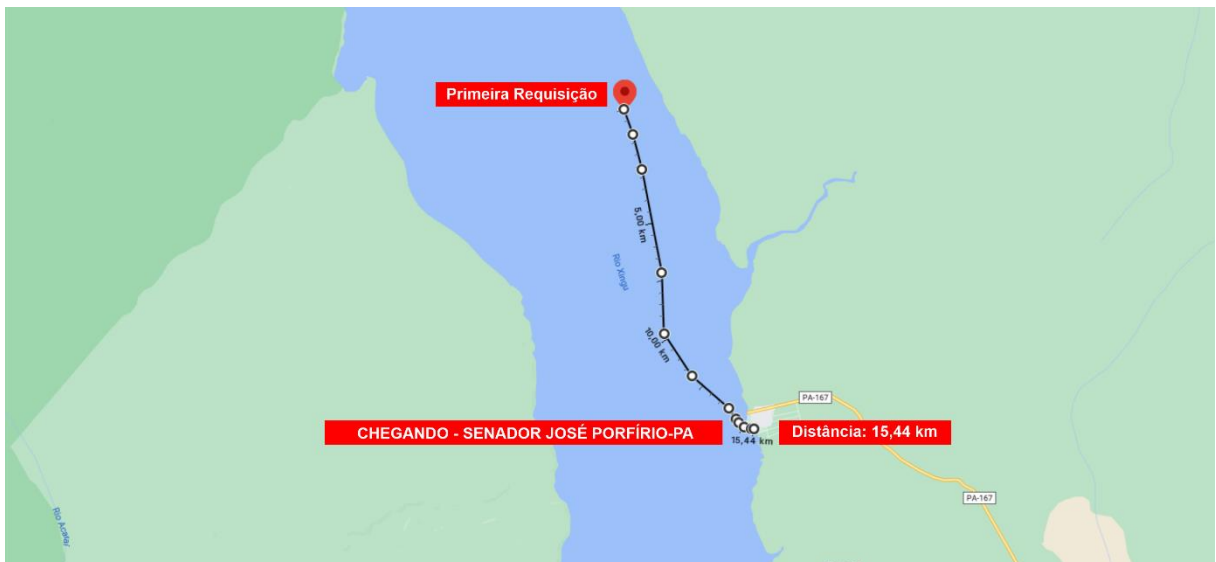 Primeira Requisição
5,00 km
Rio Xingu
10,00 km
PA-167
CHEGANDO - SENADOR JOSÉ PORFÍRIO-PA
15,44 km
Distância: 15,44 km
PA-167
Rio Acaraí